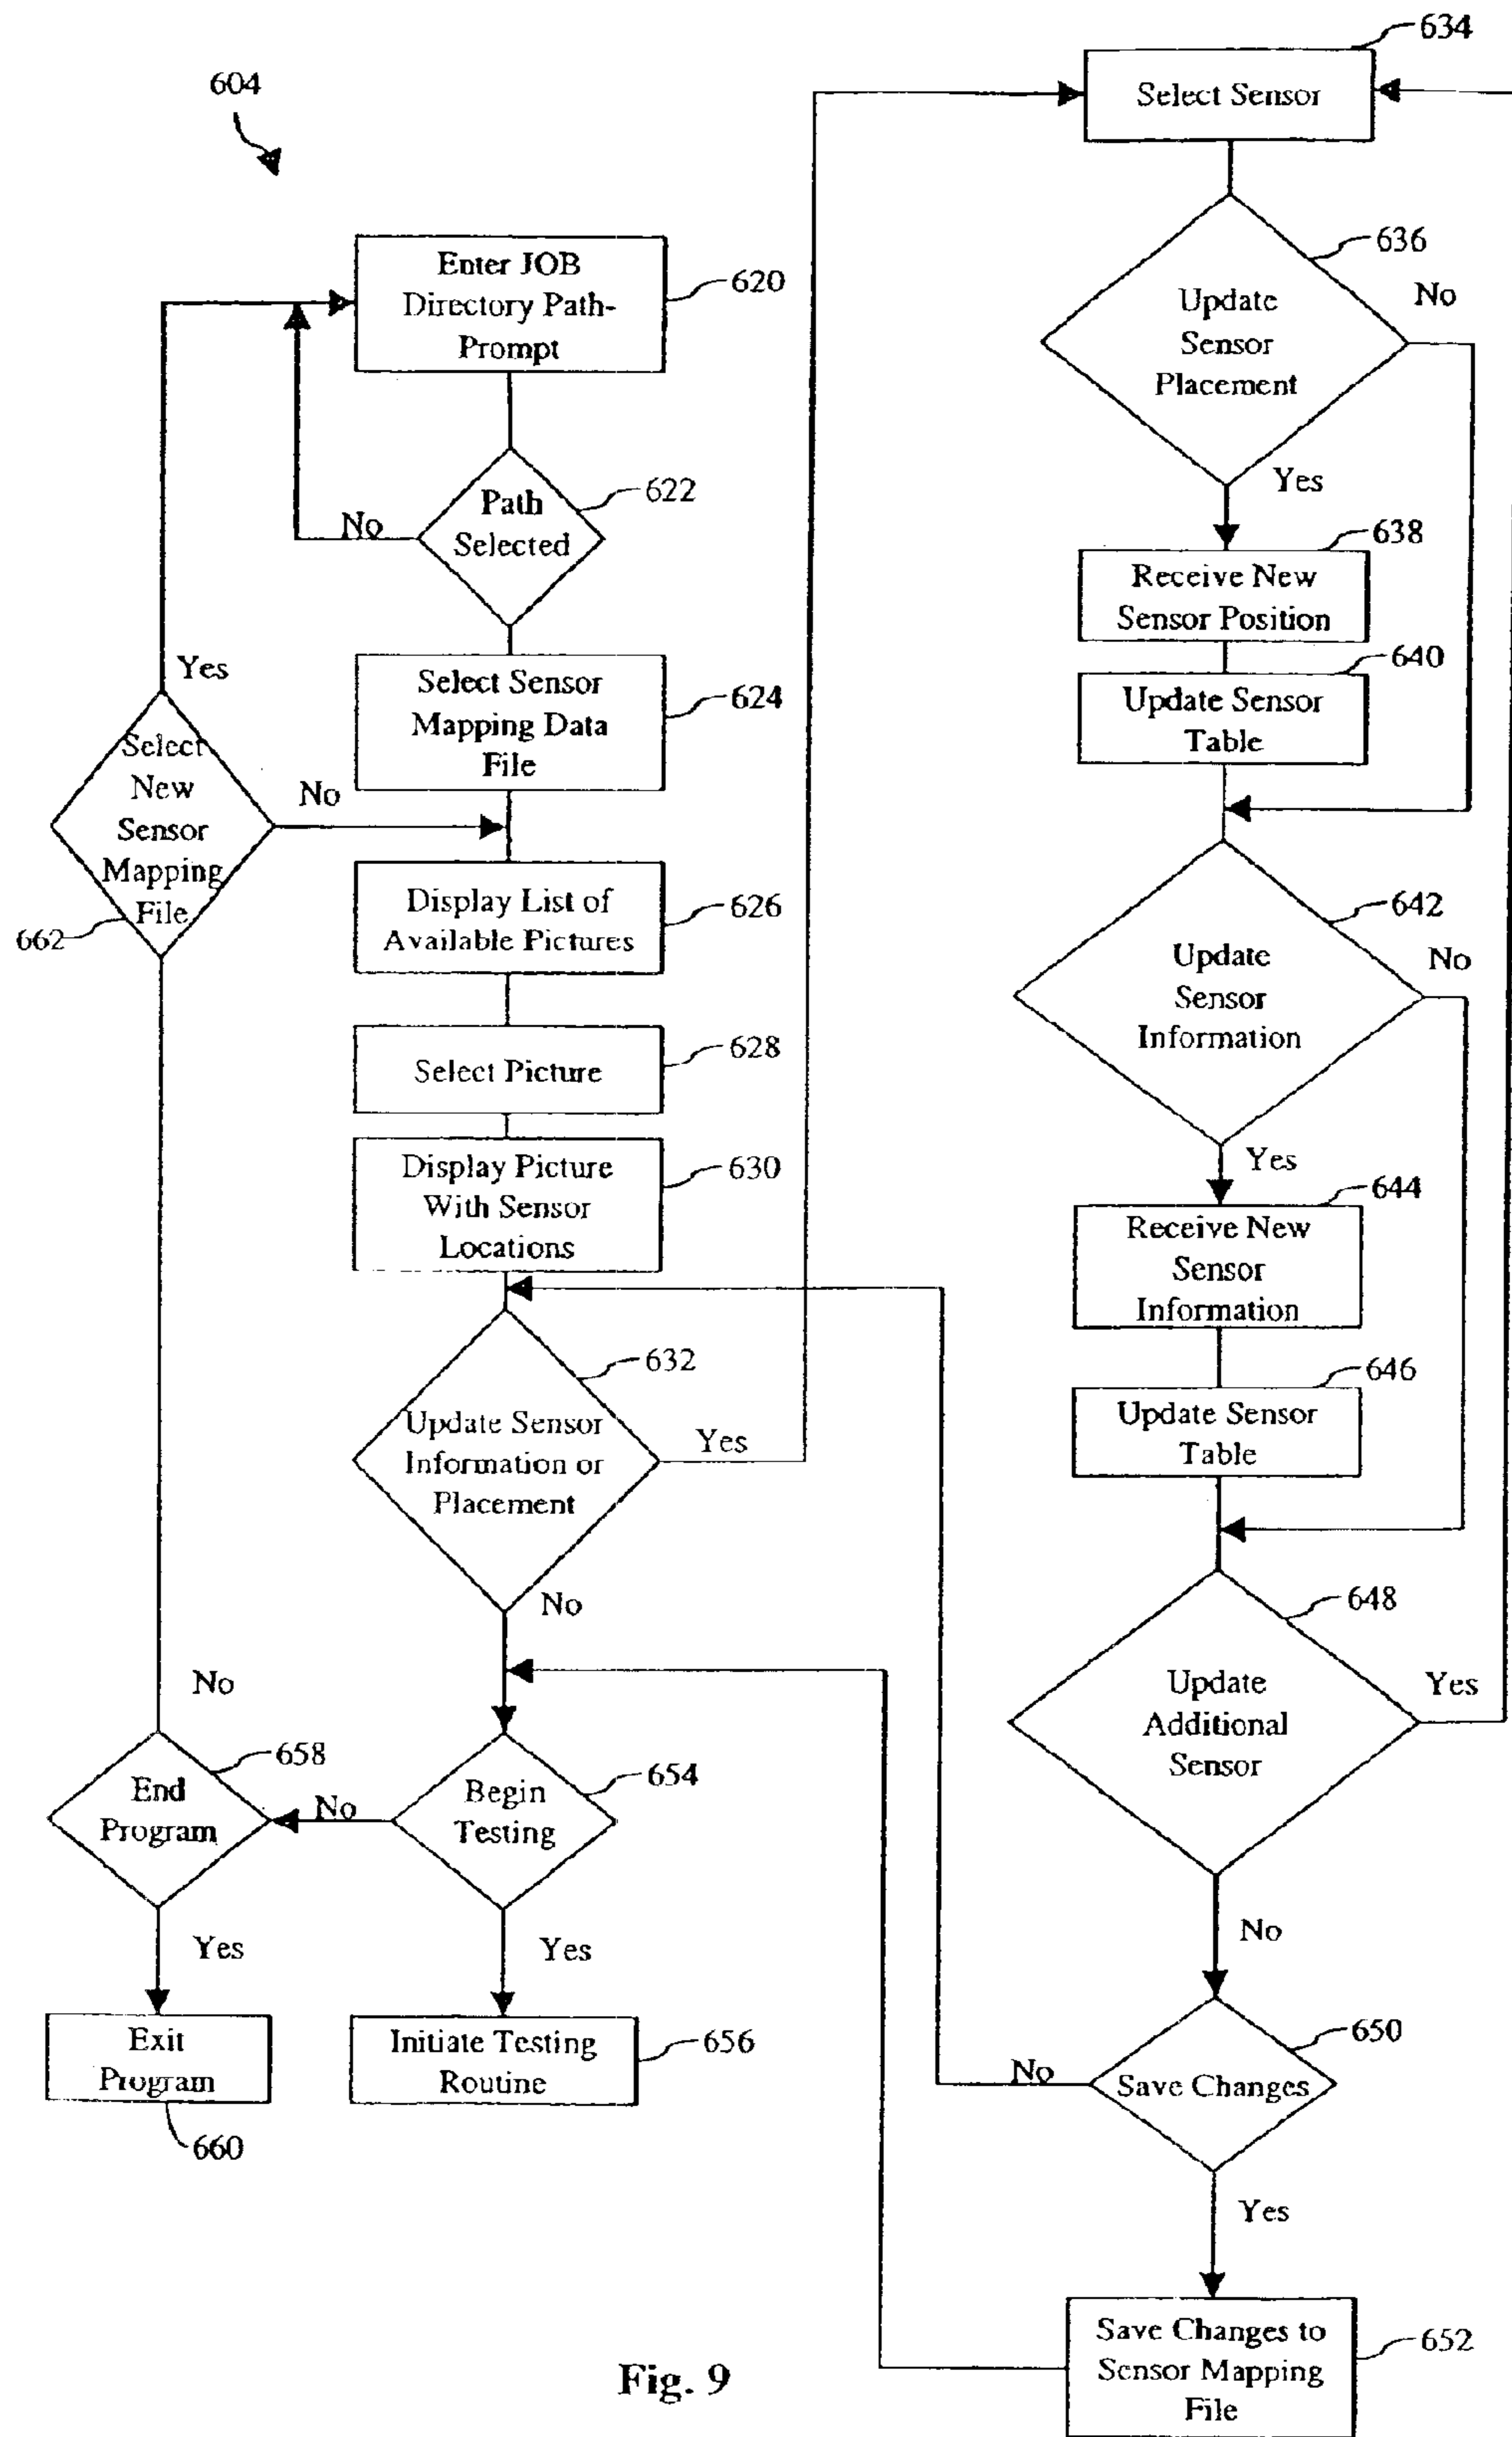 604
Enter JOB
Directory Path-
Prompt
620
Path
Selected
622
No
Select Sensor
Mapping Data
File
624
Yes
Select
New
Sensor
Mapping
File
662
No
Display List of
Available Pictures
626
Select Picture
628
Display Picture
With Sensor
Locations
630
Update Sensor
Information or
Placement
632
Yes
No
Begin
Testing
654
No
Yes
End
Program
658
No
Yes
Exit
Program
660
Initiate Testing
Routine
656
Select Sensor
634
Update
Sensor
Placement
636
No
Yes
Receive New
Sensor Position
638
Update Sensor
Table
640
Update
Sensor
Information
642
No
Yes
Receive New
Sensor
Information
644
Update Sensor
Table
646
Update
Additional
Sensor
648
Yes
No
Save Changes
650
No
Yes
Save Changes to
Sensor Mapping
File
652
Fig. 9